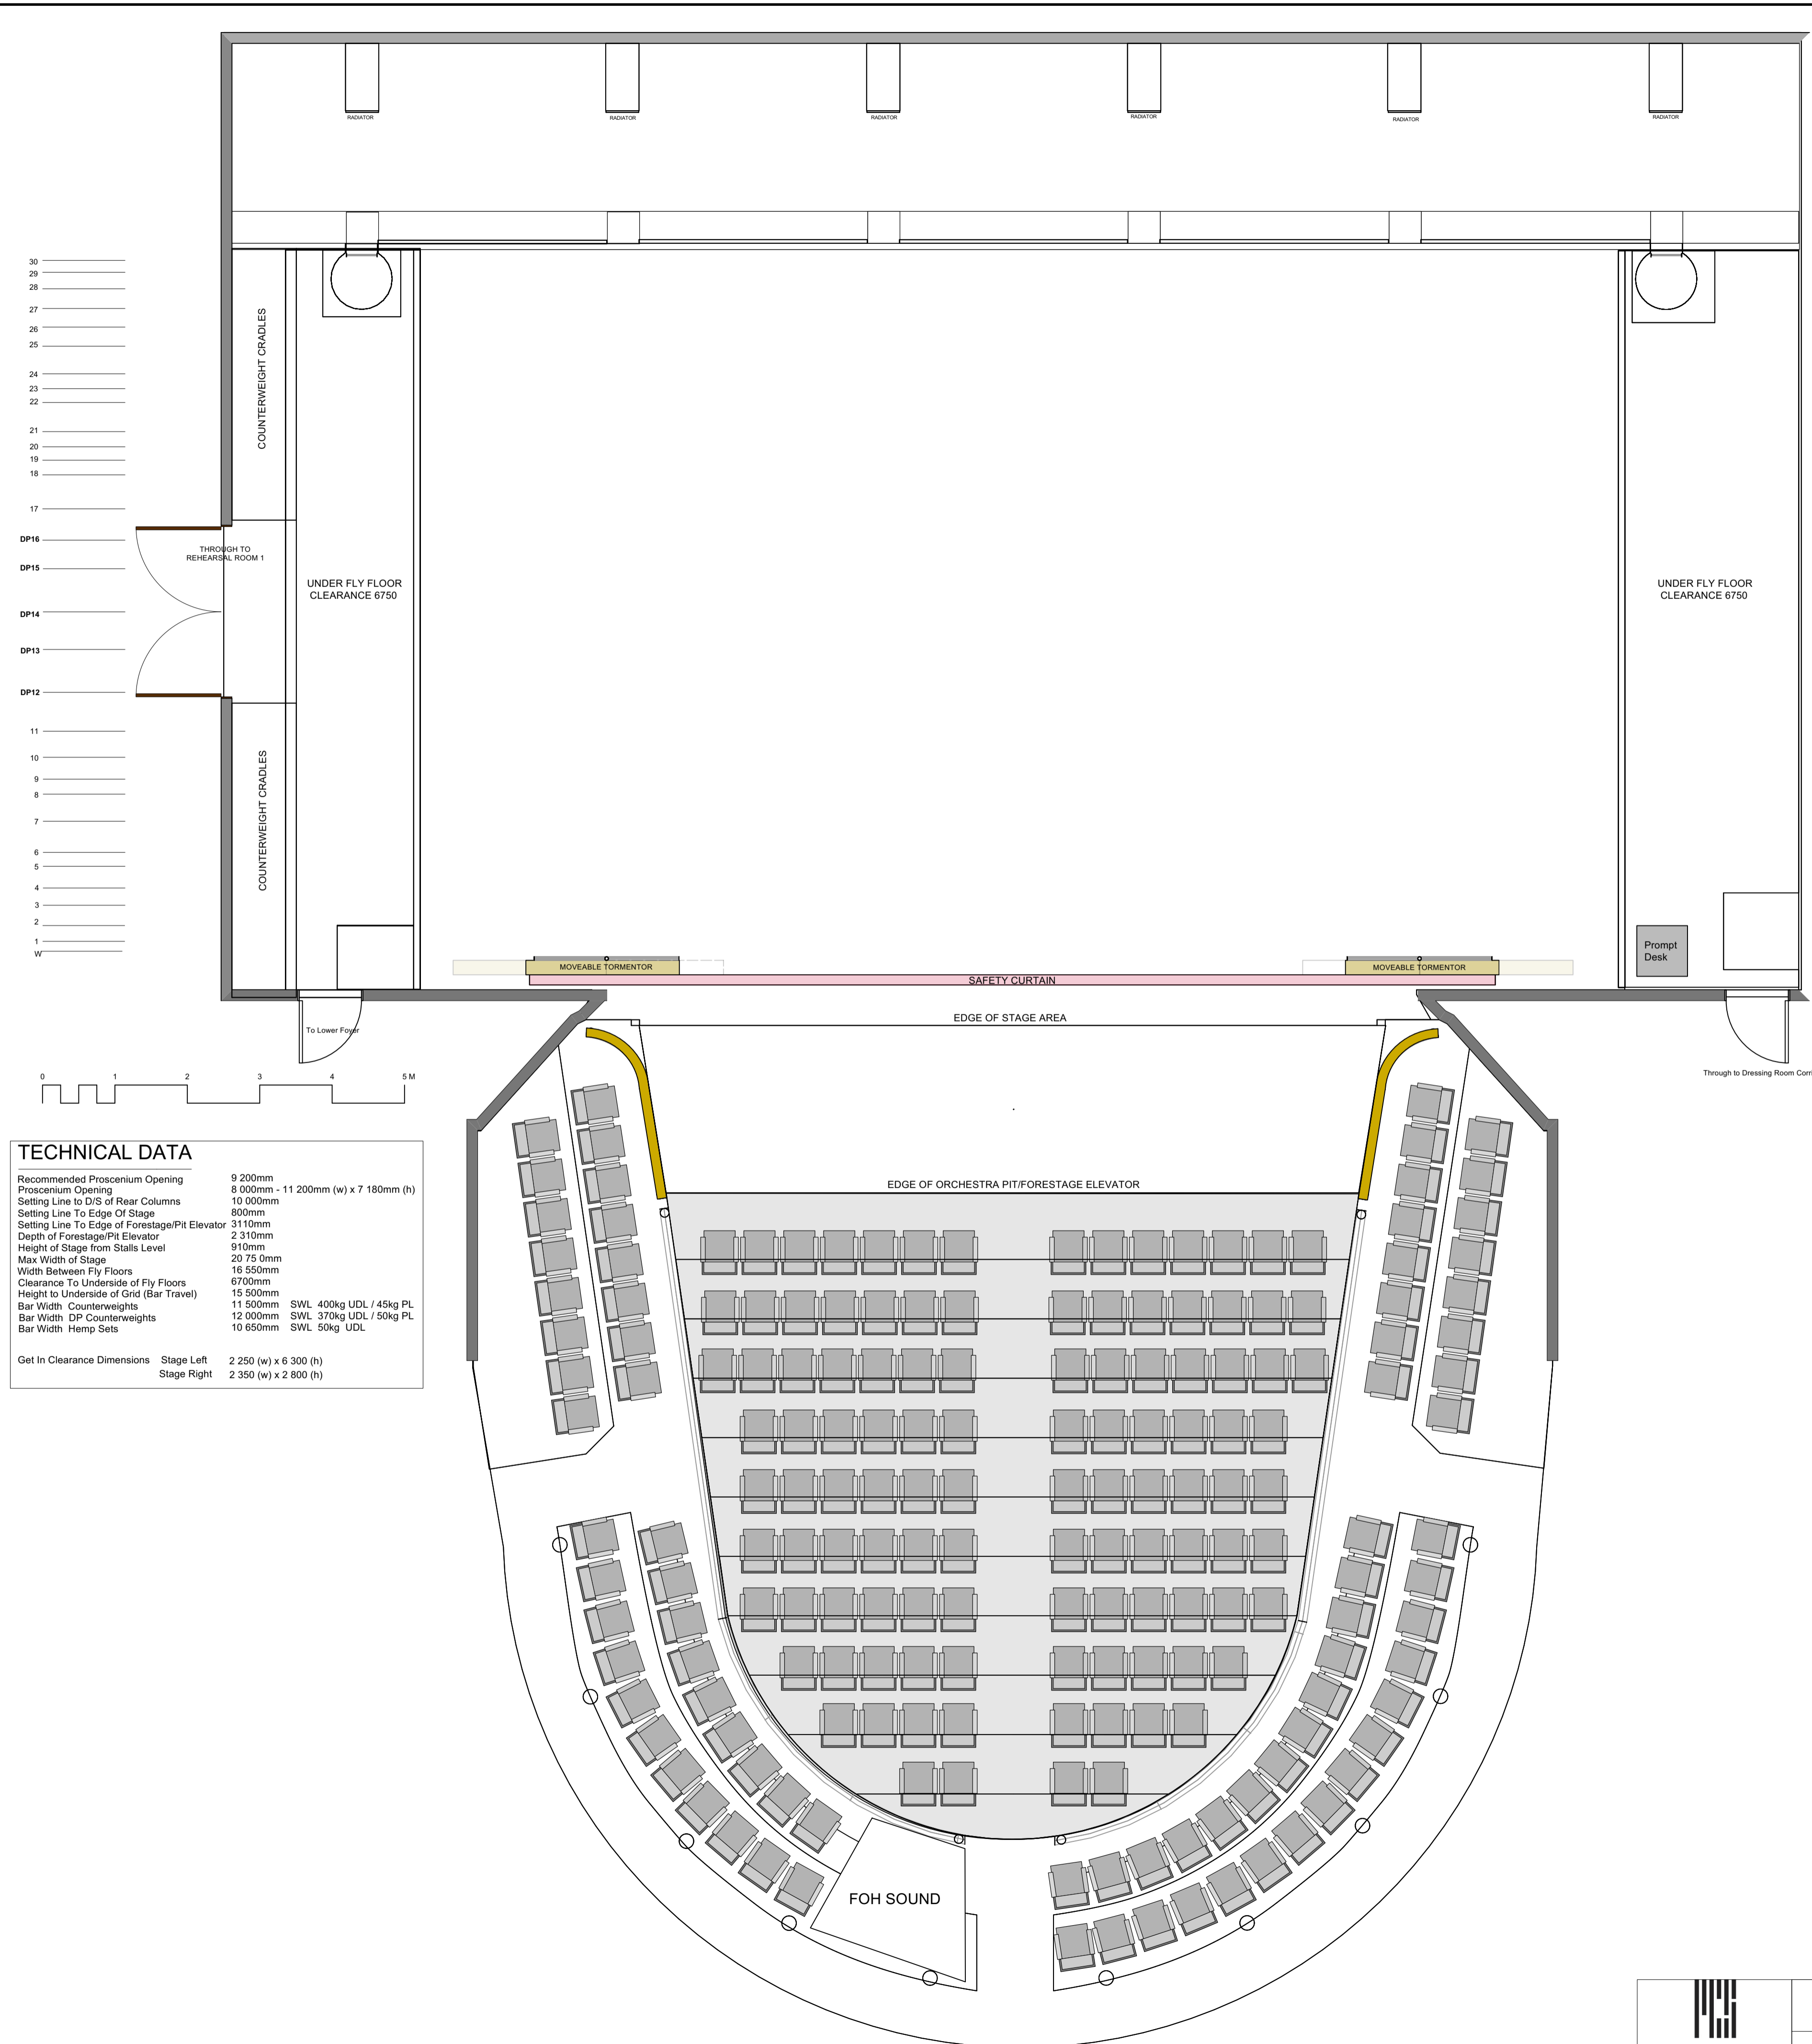 RADIATOR
RADIATOR
RADIATOR
RADIATOR
RADIATOR
RADIATOR
30
29
28
27
26
25
24
23
22
21
20
19
18
17
DP16
DP15
DP14
DP13
DP12
11
10
9
8
7
6
5
4
3
2
1
W
COUNTERWEIGHT CRADLES
THROUGH TO
REHEARSAL ROOM 1
UNDER FLY FLOOR
CLEARANCE 6750
UNDER FLY FLOOR
CLEARANCE 6750
COUNTERWEIGHT CRADLES
Prompt
Desk
MOVEABLE TORMENTOR
MOVEABLE TORMENTOR
SAFETY CURTAIN
EDGE OF STAGE AREA
To Lower Foyer
Through to Dressing Room Corri
0 1 2 3 4 5 M
TECHNICAL DATA
Recommended Proscenium Opening 9 200mm
Proscenium Opening 8 000mm - 11 200mm (w) x 7 180mm (h)
Setting Line to D/S of Rear Columns 10 000mm
Setting Line To Edge Of Stage 800mm
Setting Line To Edge of Forestage/Pit Elevator 3110mm
Depth of Forestage/Pit Elevator 2 310mm
Height of Stage from Stalls Level 910mm
Max Width of Stage 20 75 0mm
Width Between Fly Floors 16 550mm
Clearance To Underside of Fly Floors 6700mm
Height to Underside of Grid (Bar Travel) 15 500mm
Bar Width Counterweights 11 500mm SWL 400kg UDL / 45kg PL
Bar Width DP Counterweights 12 000mm SWL 370kg UDL / 50kg PL
Bar Width Hemp Sets 10 650mm SWL 50kg UDL
Get In Clearance Dimensions Stage Left 2 250 (w) x 6 300 (h)
Stage Right 2 350 (w) x 2 800 (h)
EDGE OF ORCHESTRA PIT/FORESTAGE ELEVATOR
FOH SOUND